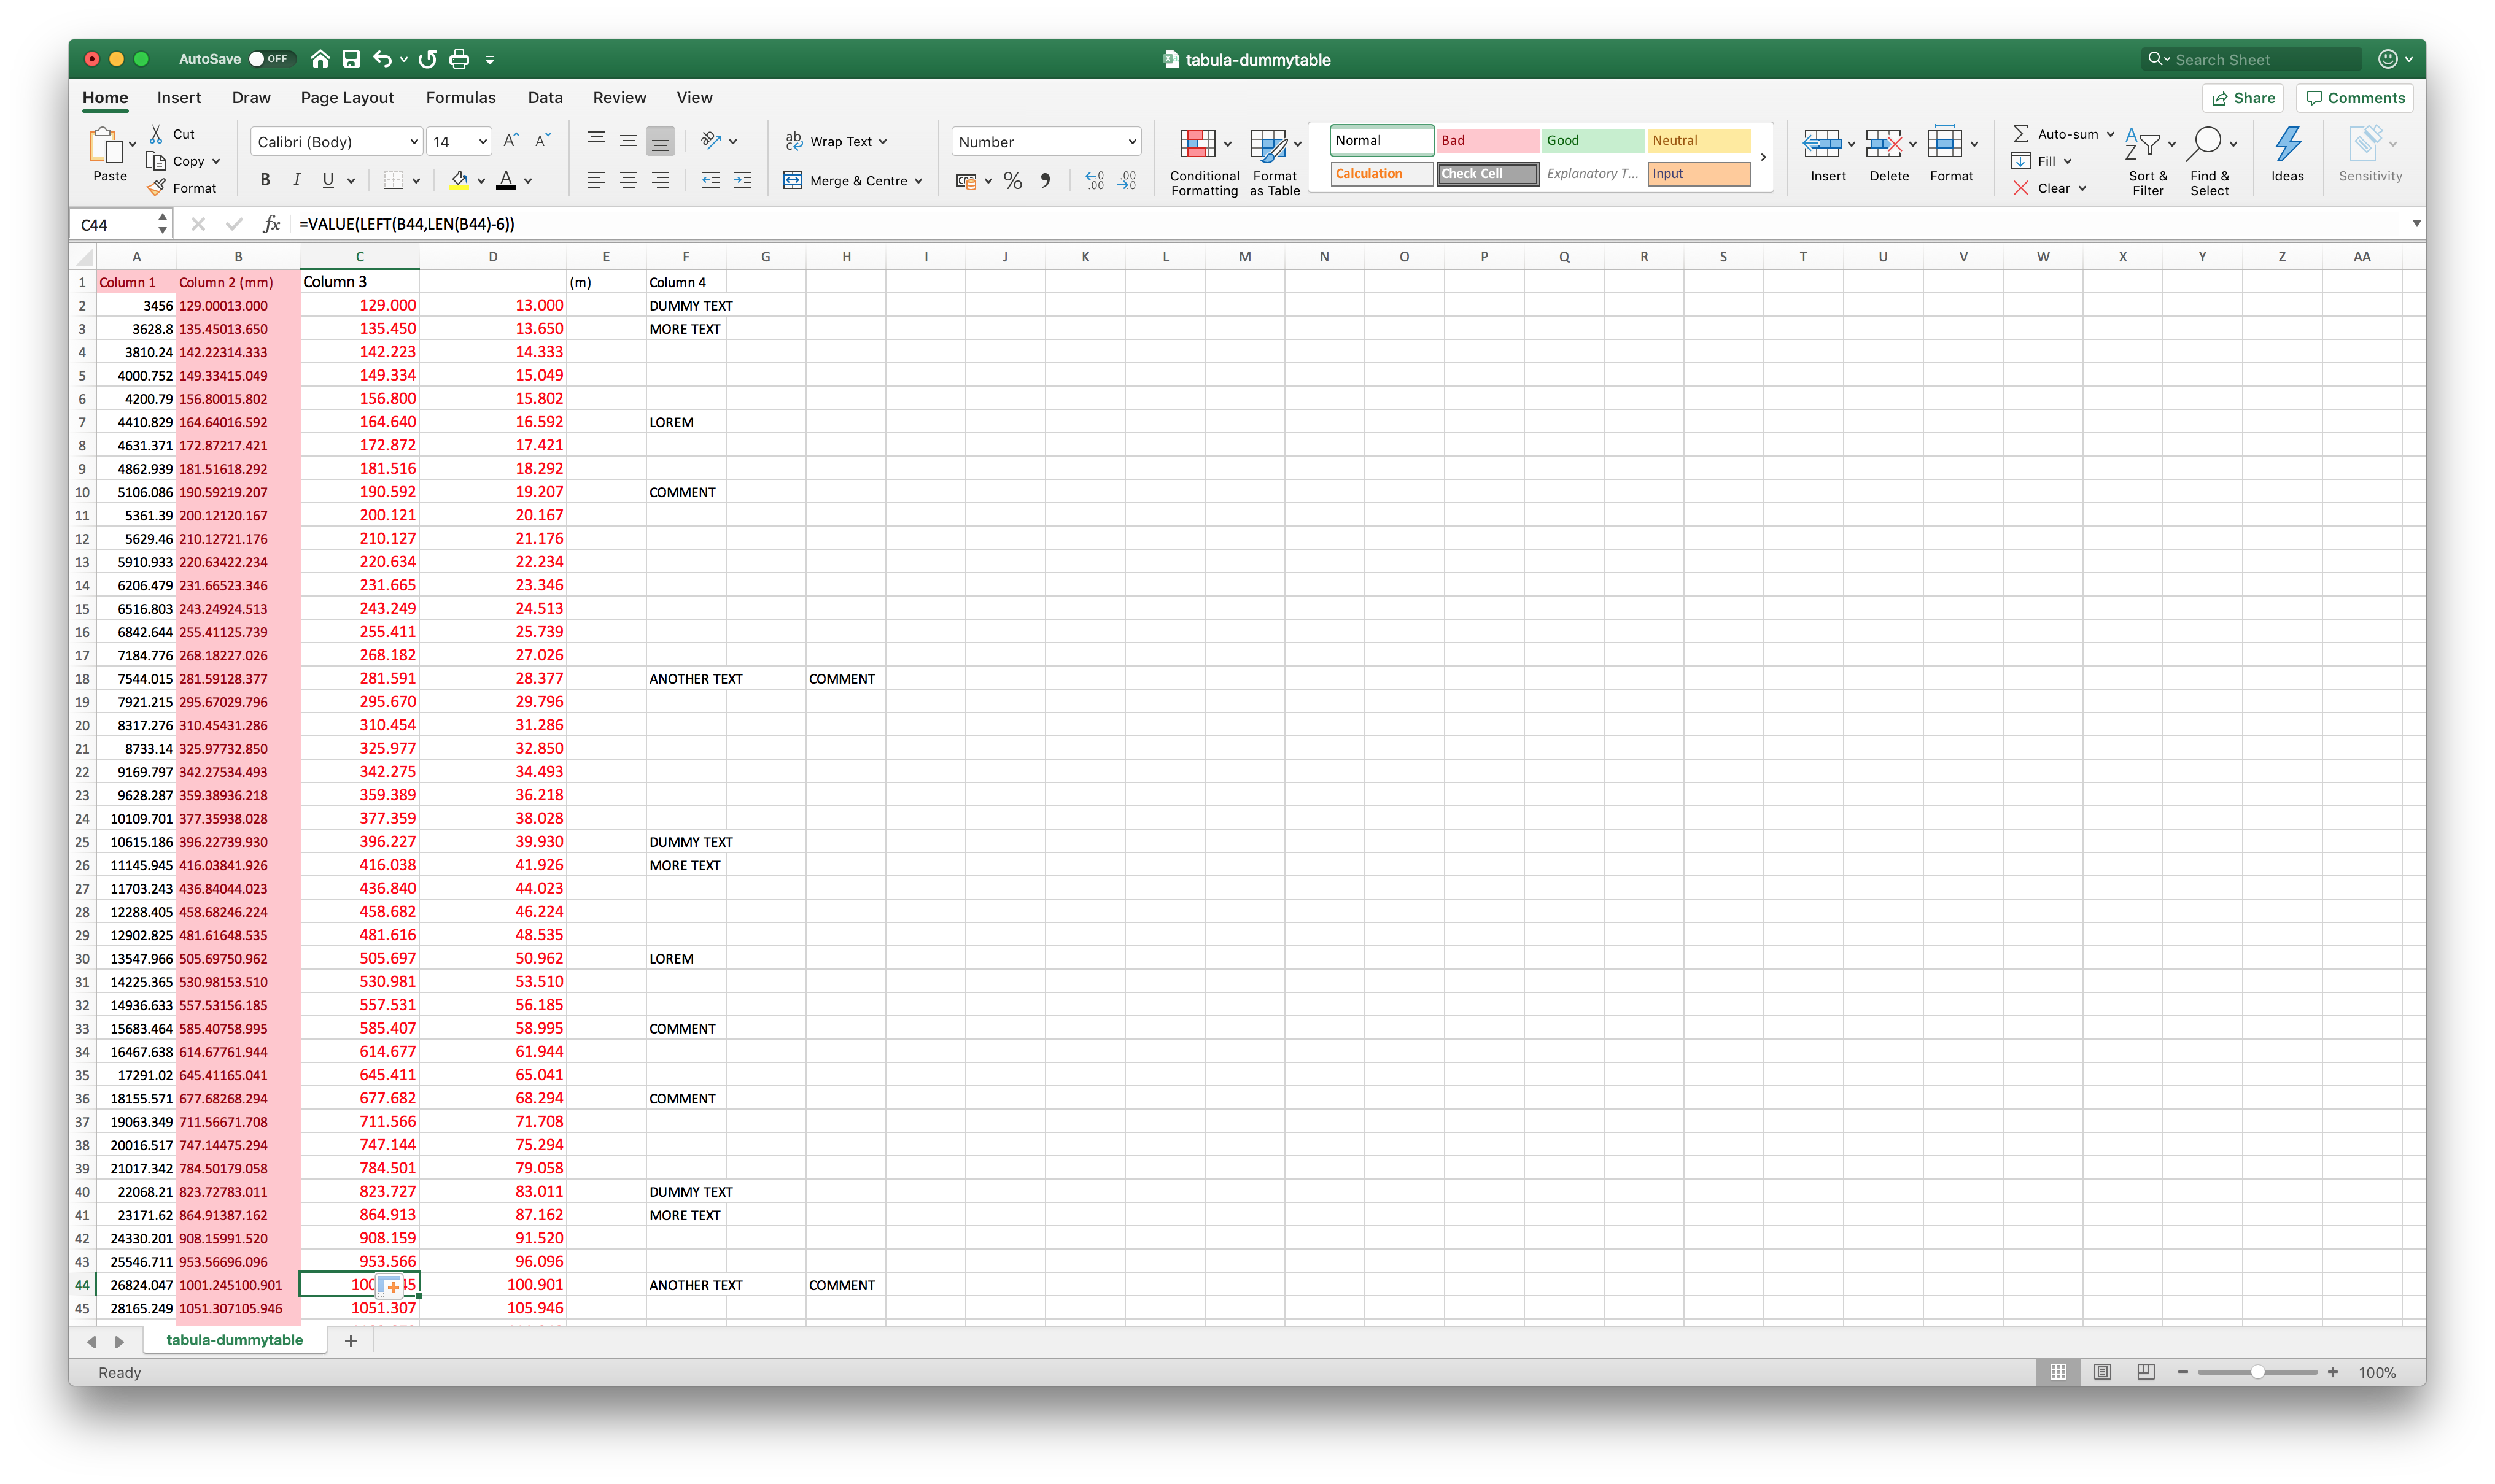 AutoSave OFF tabula-dummytable Search Sheet
Home Insert Draw Page Layout Formulas Data Review View Share Comments
Paste Cut Copy Format
Calibri (Body) 14
B I U A
Wrap Text
Merge & Centre
Number
% .00
Conditional Formatting
Format as Table
Normal Bad Good Neutral
Calculation Check Cell Explanatory T... Input
Insert Delete Format
Auto-sum
Fill
Clear
Sort & Filter
Find & Select
Ideas
Sensitivity
C44 fx =VALUE(LEFT(B44,LEN(B44)-6))
A B C D E F G H I J K L M N O P Q R S T U V W X Y Z AA
1 Column 1 Column 2 (mm) Column 3 (m) Column 4
2 3456 129.00013.000 129.000 13.000 DUMMY TEXT
3 3628.8 135.45013.650 135.450 13.650 MORE TEXT
4 3810.24 142.22314.333 142.223 14.333
5 4000.752 149.33415.049 149.334 15.049
6 4200.79 156.80015.802 156.800 15.802
7 4410.829 164.64016.592 164.640 16.592 LOREM
8 4631.371 172.87217.421 172.872 17.421
9 4862.939 181.51618.292 181.516 18.292
10 5106.086 190.59219.207 190.592 19.207 COMMENT
11 5361.39 200.12120.167 200.121 20.167
12 5629.46 210.12721.176 210.127 21.176
13 5910.933 220.63422.234 220.634 22.234
14 6206.479 231.66523.346 231.665 23.346
15 6516.803 243.24924.513 243.249 24.513
16 6842.644 255.41125.739 255.411 25.739
17 7184.776 268.18227.026 268.182 27.026
18 7544.015 281.59128.377 281.591 28.377 ANOTHER TEXT COMMENT
19 7921.215 295.67029.796 295.670 29.796
20 8317.276 310.45431.286 310.454 31.286
21 8733.14 325.97732.850 325.977 32.850
22 9169.797 342.27534.493 342.275 34.493
23 9628.287 359.38936.218 359.389 36.218
24 10109.701 377.35938.028 377.359 38.028
25 10615.186 396.22739.930 396.227 39.930 DUMMY TEXT
26 11145.945 416.03841.926 416.038 41.926 MORE TEXT
27 11703.243 436.84044.023 436.840 44.023
28 12288.405 458.68246.224 458.682 46.224
29 12902.825 481.61648.535 481.616 48.535
30 13547.966 505.69750.962 505.697 50.962 LOREM
31 14225.365 530.98153.510 530.981 53.510
32 14936.633 557.53156.185 557.531 56.185
33 15683.464 585.40758.995 585.407 58.995 COMMENT
34 16467.638 614.67761.944 614.677 61.944
35 17291.02 645.41165.041 645.411 65.041
36 18155.571 677.68268.294 677.682 68.294 COMMENT
37 19063.349 711.56671.708 711.566 71.708
38 20016.517 747.14475.294 747.144 75.294
39 21017.342 784.50179.058 784.501 79.058
40 22068.21 823.72783.011 823.727 83.011 DUMMY TEXT
41 23171.62 864.91387.162 864.913 87.162 MORE TEXT
42 24330.201 908.15991.520 908.159 91.520
43 25546.711 953.56696.096 953.566 96.096
44 26824.047 1001.245100.901 100.901 ANOTHER TEXT COMMENT
45 28165.249 1051.307105.946 1051.307 105.946
tabula-dummytable
Ready 100%